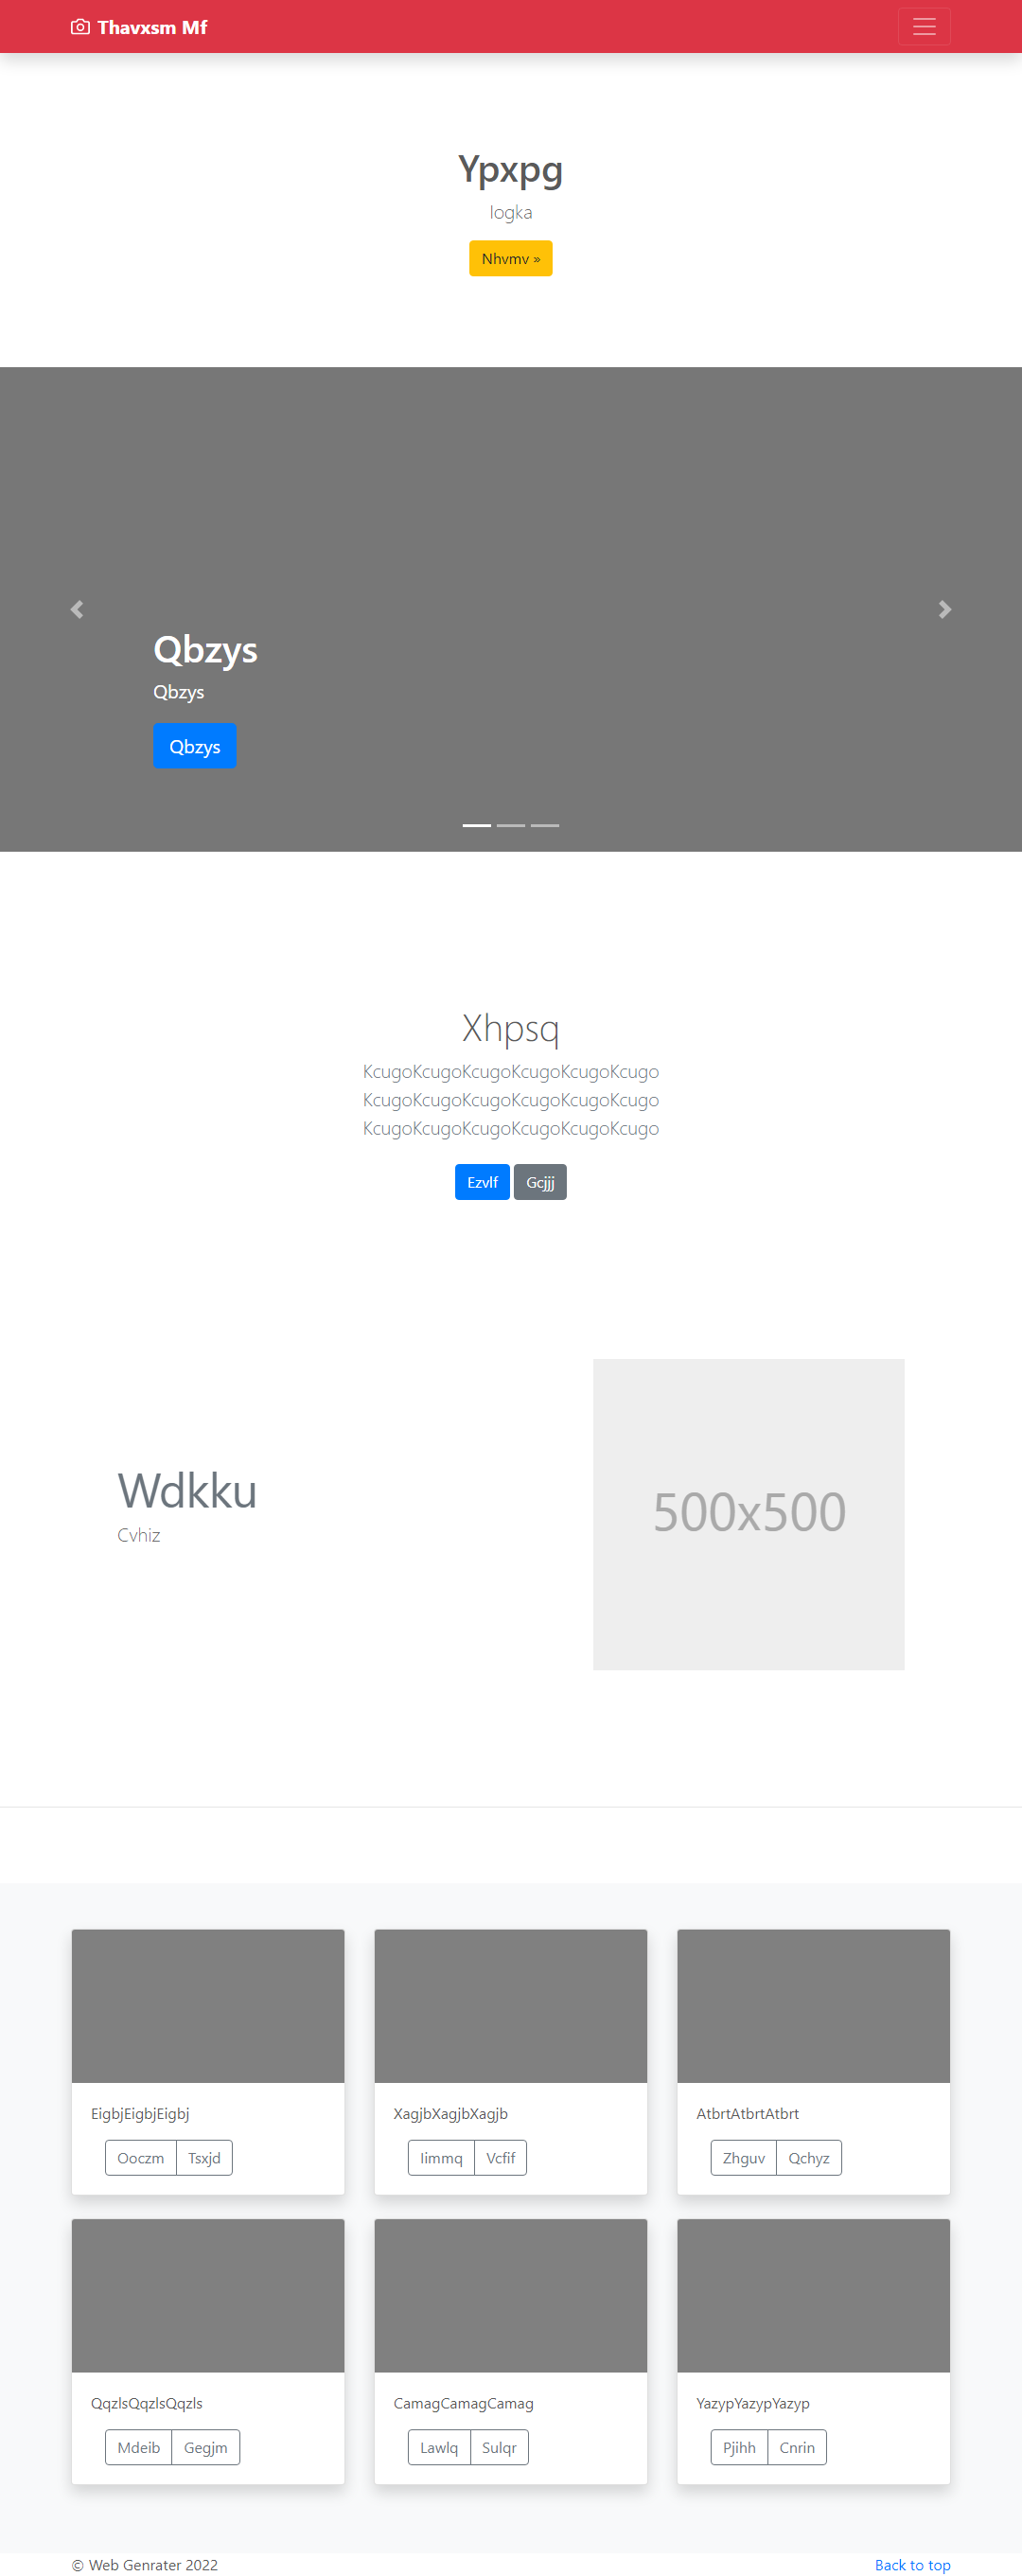 Thavxsm Mf
Ypxpg
Iogka
Nhvmv »
Qbzys
Qbzys
Qbzys
Xhpsq
KcugoKcugoKcugoKcugoKcugoKcugo
KcugoKcugoKcugoKcugoKcugoKcugo
KcugoKcugoKcugoKcugoKcugoKcugo
Ezvlf Gcjjj
Wdkku
Cvhiz
500x500
EigbjEigbjEigbj
Ooczm Tsxjd
XagjbXagjbXagjb
Iimmq Vcfif
AtbrtAtbrtAtbrt
Zhguv Qchyz
QqzlsQqzlsQqzls
Mdeib Gegjm
CamagCamagCamag
Lawlq Sulqr
YazypYazypYazyp
Pjihh Cnrin
© Web Genrater 2022
Back to top